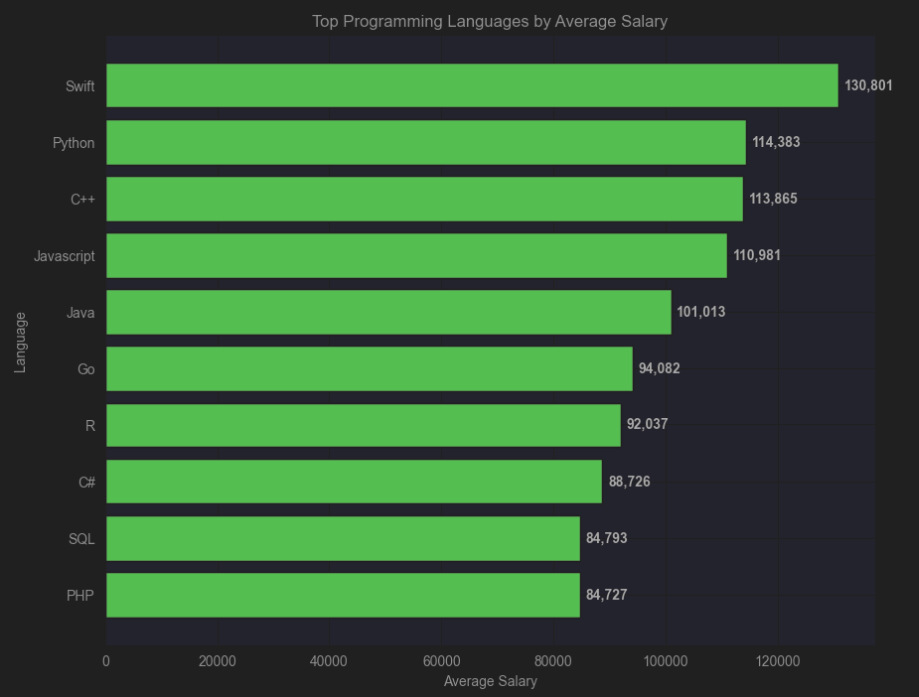 Top Programming Languages by Average Salary
Swift 130,801
Python 114,383
C++ 113,865
Javascript 110,981
Java 101,013
Go 94,082
R 92,037
C# 88,726
SQL 84,793
PHP 84,727
Language
0 20000 40000 60000 80000 100000 120000
Average Salary